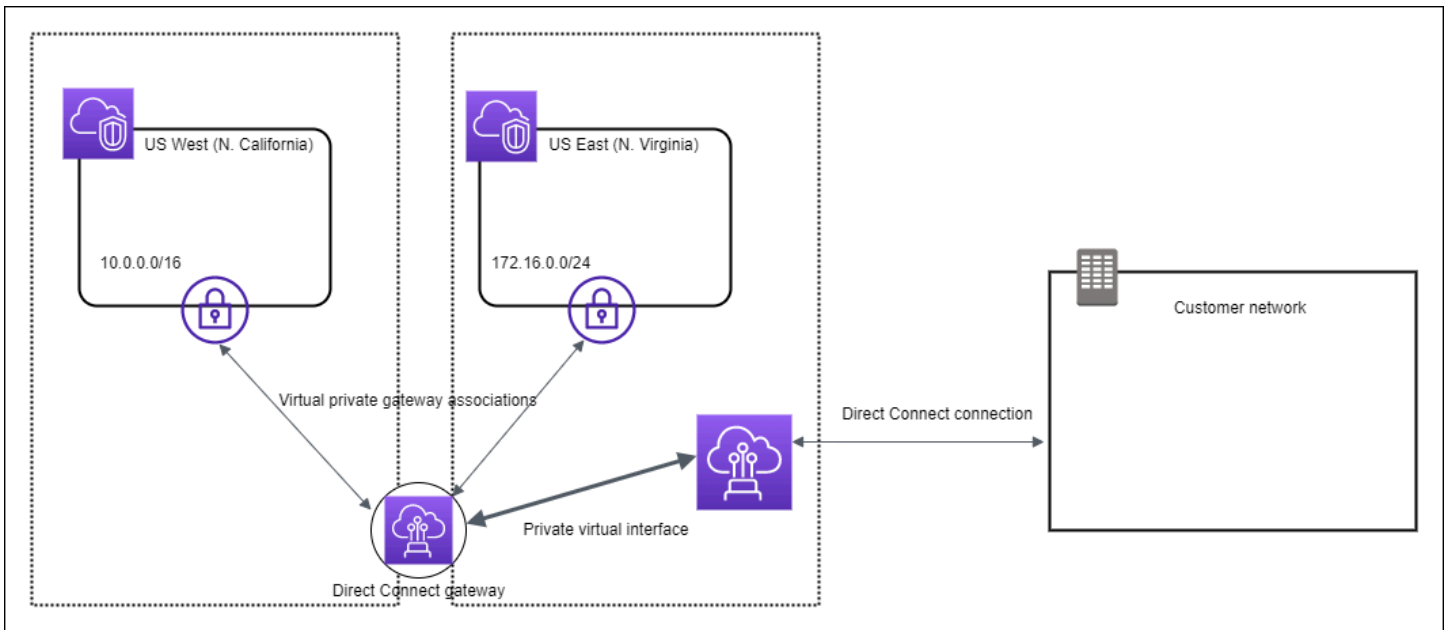 US West (N. California)
US East (N. Virginia)
10.0.0.0/16
172.16.0.0/24
Customer network
Virtual private gateway associations
Direct Connect connection
Private virtual interface
Direct Connect gateway